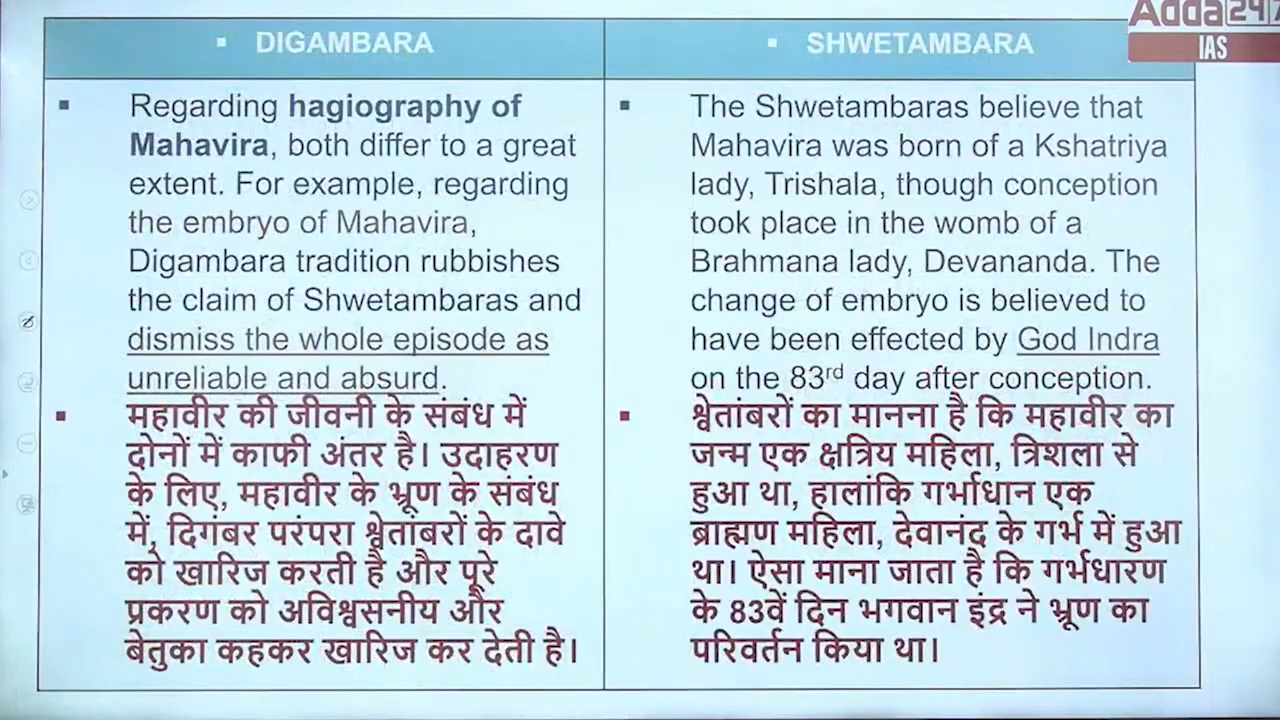 Adda247
IAS
▪ DIGAMBARA
▪ Regarding hagiography of
Mahavira, both differ to a great
extent. For example, regarding
the embryo of Mahavira,
Digambara tradition rubbishes
the claim of Shwetambaras and
dismiss the whole episode as
unreliable and absurd.
▪ महावीर की जीवनी के संबंध में
दोनों में काफी अंतर है। उदाहरण
के लिए, महावीर के भ्रूण के संबंध
में, दिगंबर परंपरा श्वेतांबरों के दावे
को खारिज करती है और पूरे
प्रकरण को अविश्वसनीय और
बेतुका कहकर खारिज कर देती है।
▪ SHWETAMBARA
▪ The Shwetambaras believe that
Mahavira was born of a Kshatriya
lady, Trishala, though conception
took place in the womb of a
Brahmana lady, Devananda. The
change of embryo is believed to
have been effected by God Indra
on the 83rd day after conception.
▪ श्वेतांबरों का मानना है कि महावीर का
जन्म एक क्षत्रिय महिला, त्रिशला से
हुआ था, हालांकि गर्भाधान एक
ब्राह्मण महिला, देवानंद के गर्भ में हुआ
था। ऐसा माना जाता है कि गर्भधारण
के 83वें दिन भगवान इंद्र ने भ्रूण का
परिवर्तन किया था।